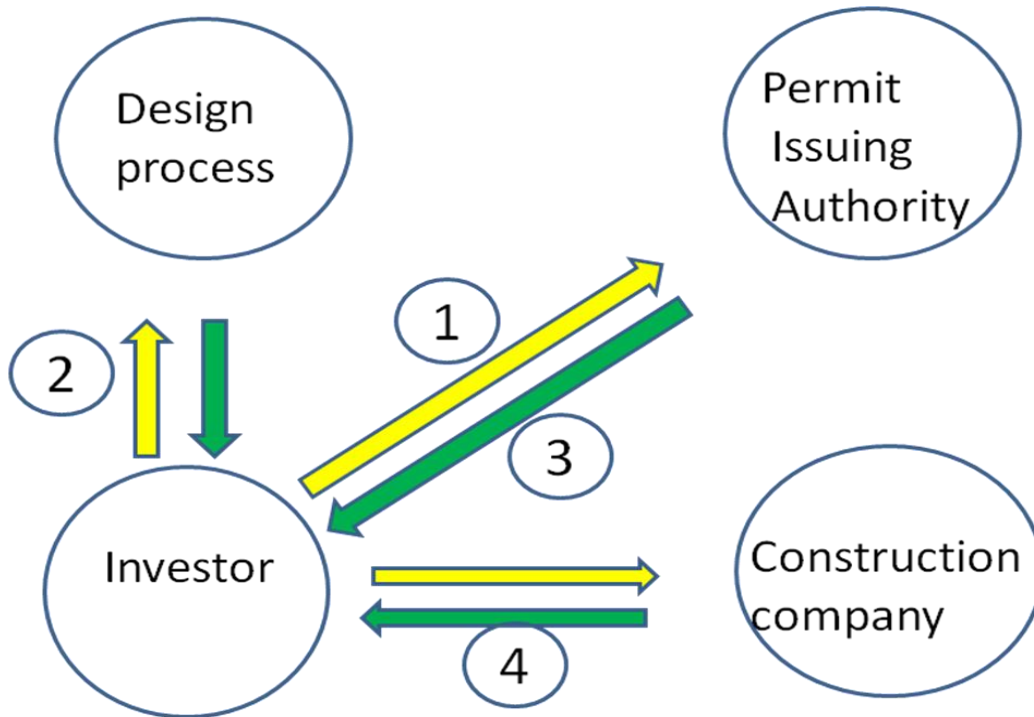 Design
process
Permit
Issuing
Authority
1
2
3
Investor
Construction
company
4